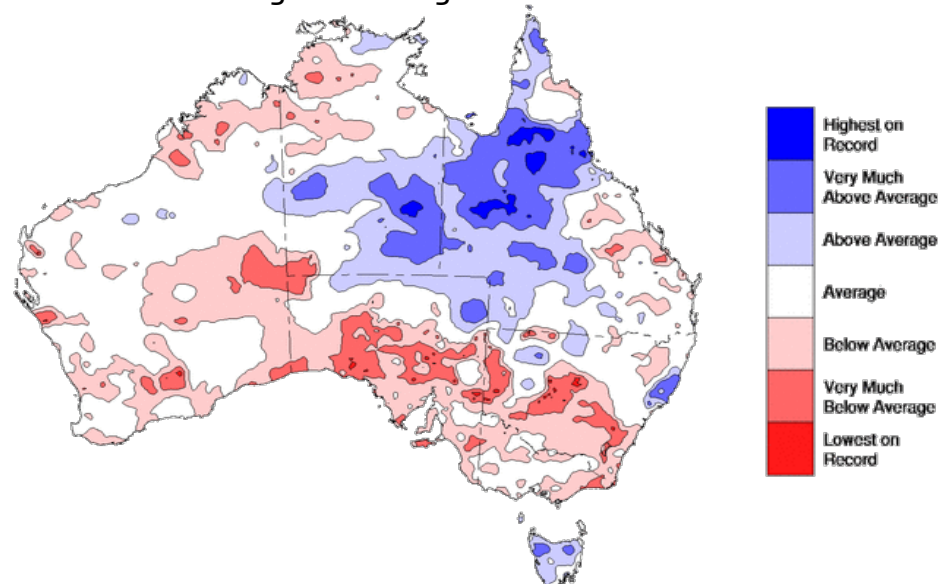 Highest on
Record
Very Much
Above Average
Above Average
Average
Below Average
Very Much
Below Average
Lowest on
Record